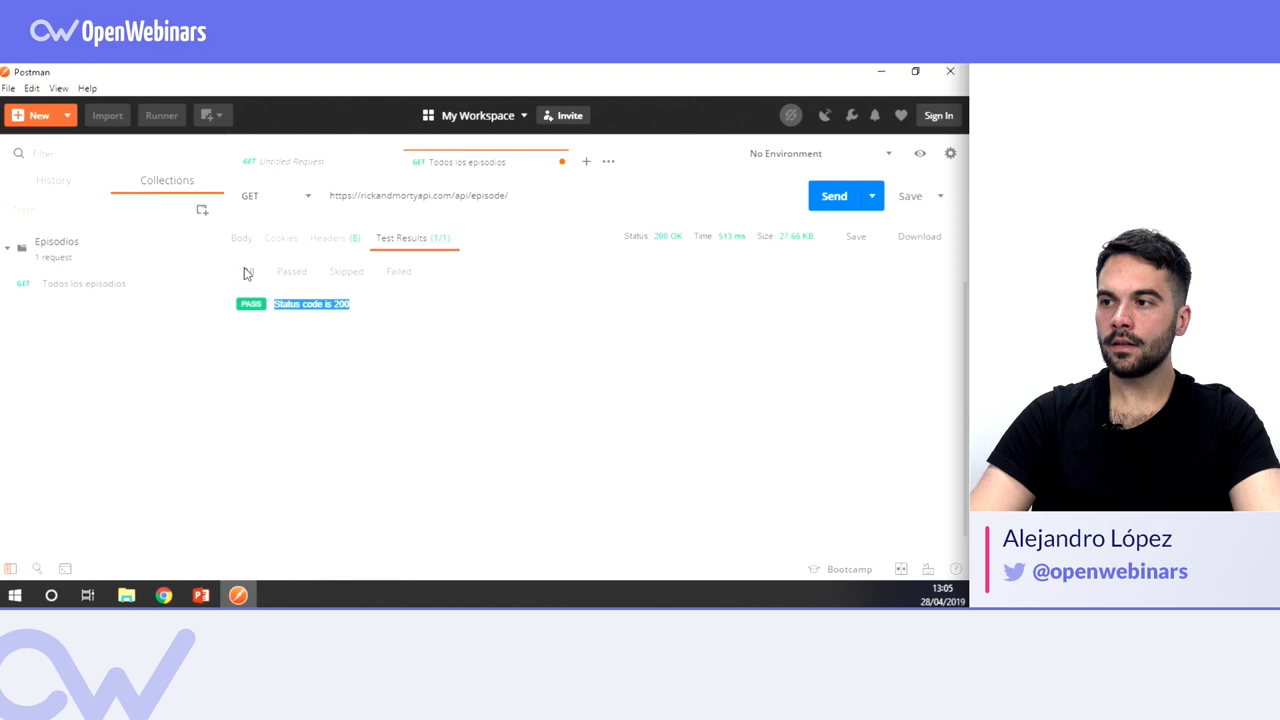 OpenWebinars
Postman
File Edit View Help
New Import Runner My Workspace Invite Sign In
Filter
GET Untitled Request GET Todos los episodios No Environment
History Collections
GET https://rickandmortyapi.com/api/episode/ Send Save
Trash
Episodios
1 request
GET Todos los episodios
Body Cookies Headers (8) Test Results (1/1) Status 200 OK Time 513 ms Size 27.66 KB Save Download
Passed Skipped Failed
PASS Status code is 200
Bootcamp
13:05
28/04/2019
Alejandro López
@openwebinars